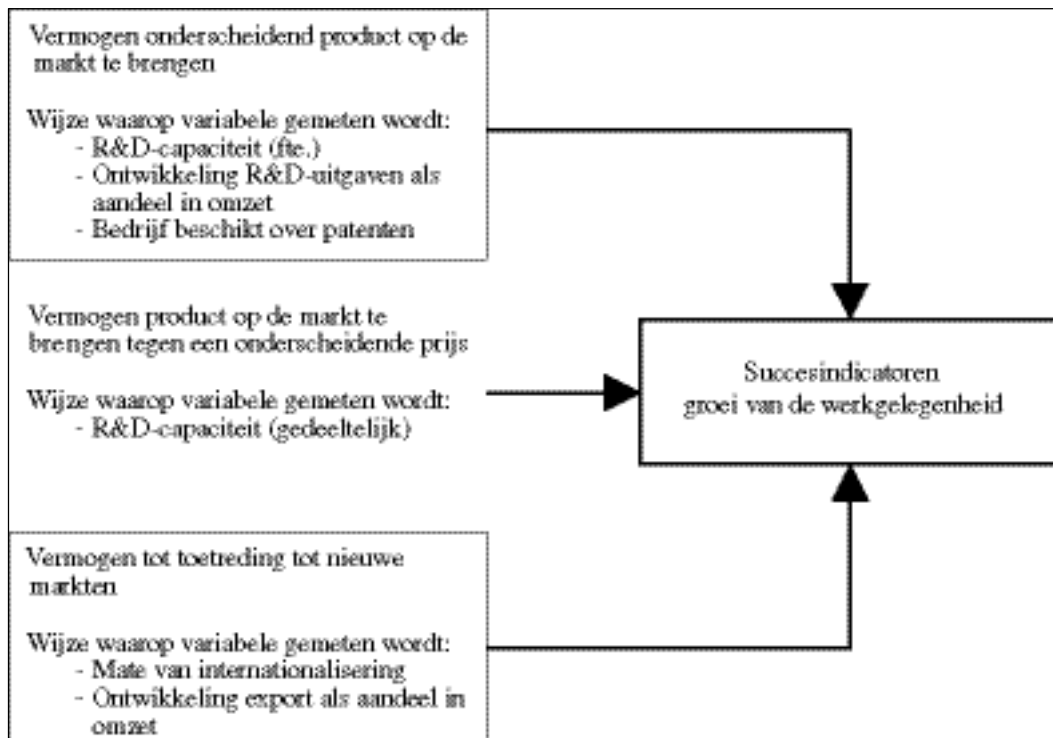 Vermogen onderscheidend product op de
markt te brengen
Wijze waarop variabele gemeten wordt:
- R&D-capaciteit (fte.)
- Ontwikkeling R&D-uitgaven als
aandeel in omzet
- Bedrijf beschikt over patenten
Vermogen product op de markt te
brengen tegen een onderscheidende prijs
Wijze waarop variabele gemeten wordt:
- R&D-capaciteit (gedeeltelijk)
Vermogen tot toetreding tot nieuwe
markten
Wijze waarop variabele gemeten wordt:
- Mate van internationalisering
- Ontwikkeling export als aandeel in
omzet
Succesindicatoren
groei van de werkgelegenheid